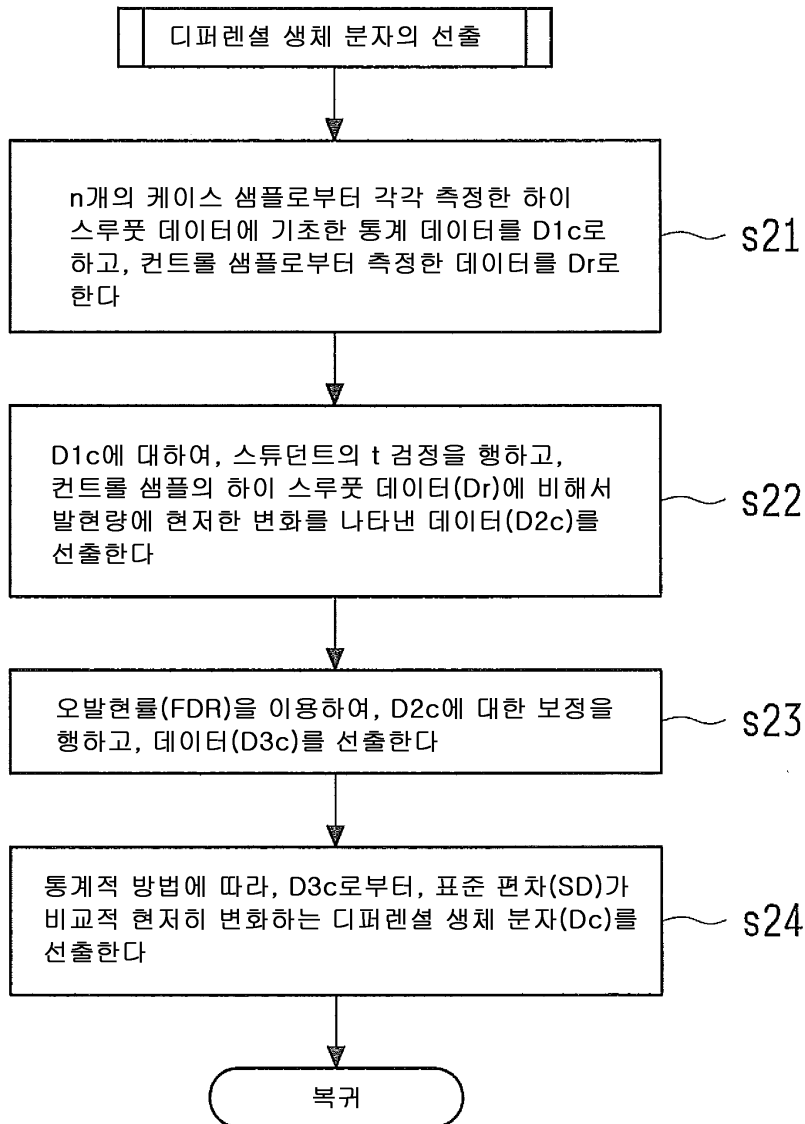 디퍼렌셜 생체 분자의 선출
n개의 케이스 샘플로부터 각각 측정한 하이
스루풋 데이터에 기초한 통계 데이터를 D1c로
하고, 컨트롤 샘플로부터 측정한 데이터를 Dr로
한다
s21
D1c에 대하여, 스튜던트의 t 검정을 행하고,
컨트롤 샘플의 하이 스루풋 데이터(Dr)에 비해서
발현량에 현저한 변화를 나타낸 데이터(D2c)를
선출한다
s22
오발현률(FDR)을 이용하여, D2c에 대한 보정을
행하고, 데이터(D3c)를 선출한다
s23
통계적 방법에 따라, D3c로부터, 표준 편차(SD)가
비교적 현저히 변화하는 디퍼렌셜 생체 분자(Dc)를
선출한다
s24
복귀